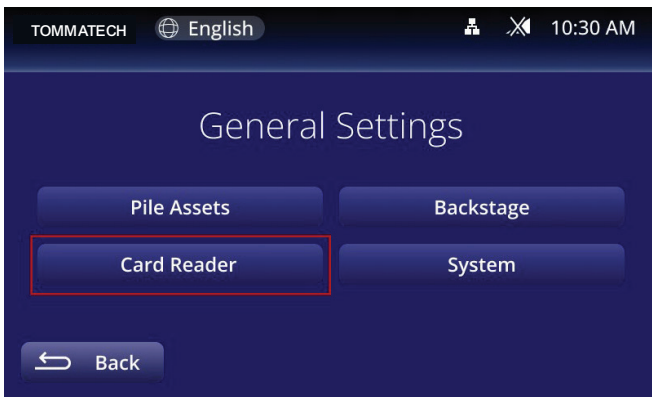 TOMMATECH English 10:30 AM
General Settings
Pile Assets Backstage
Card Reader System
Back